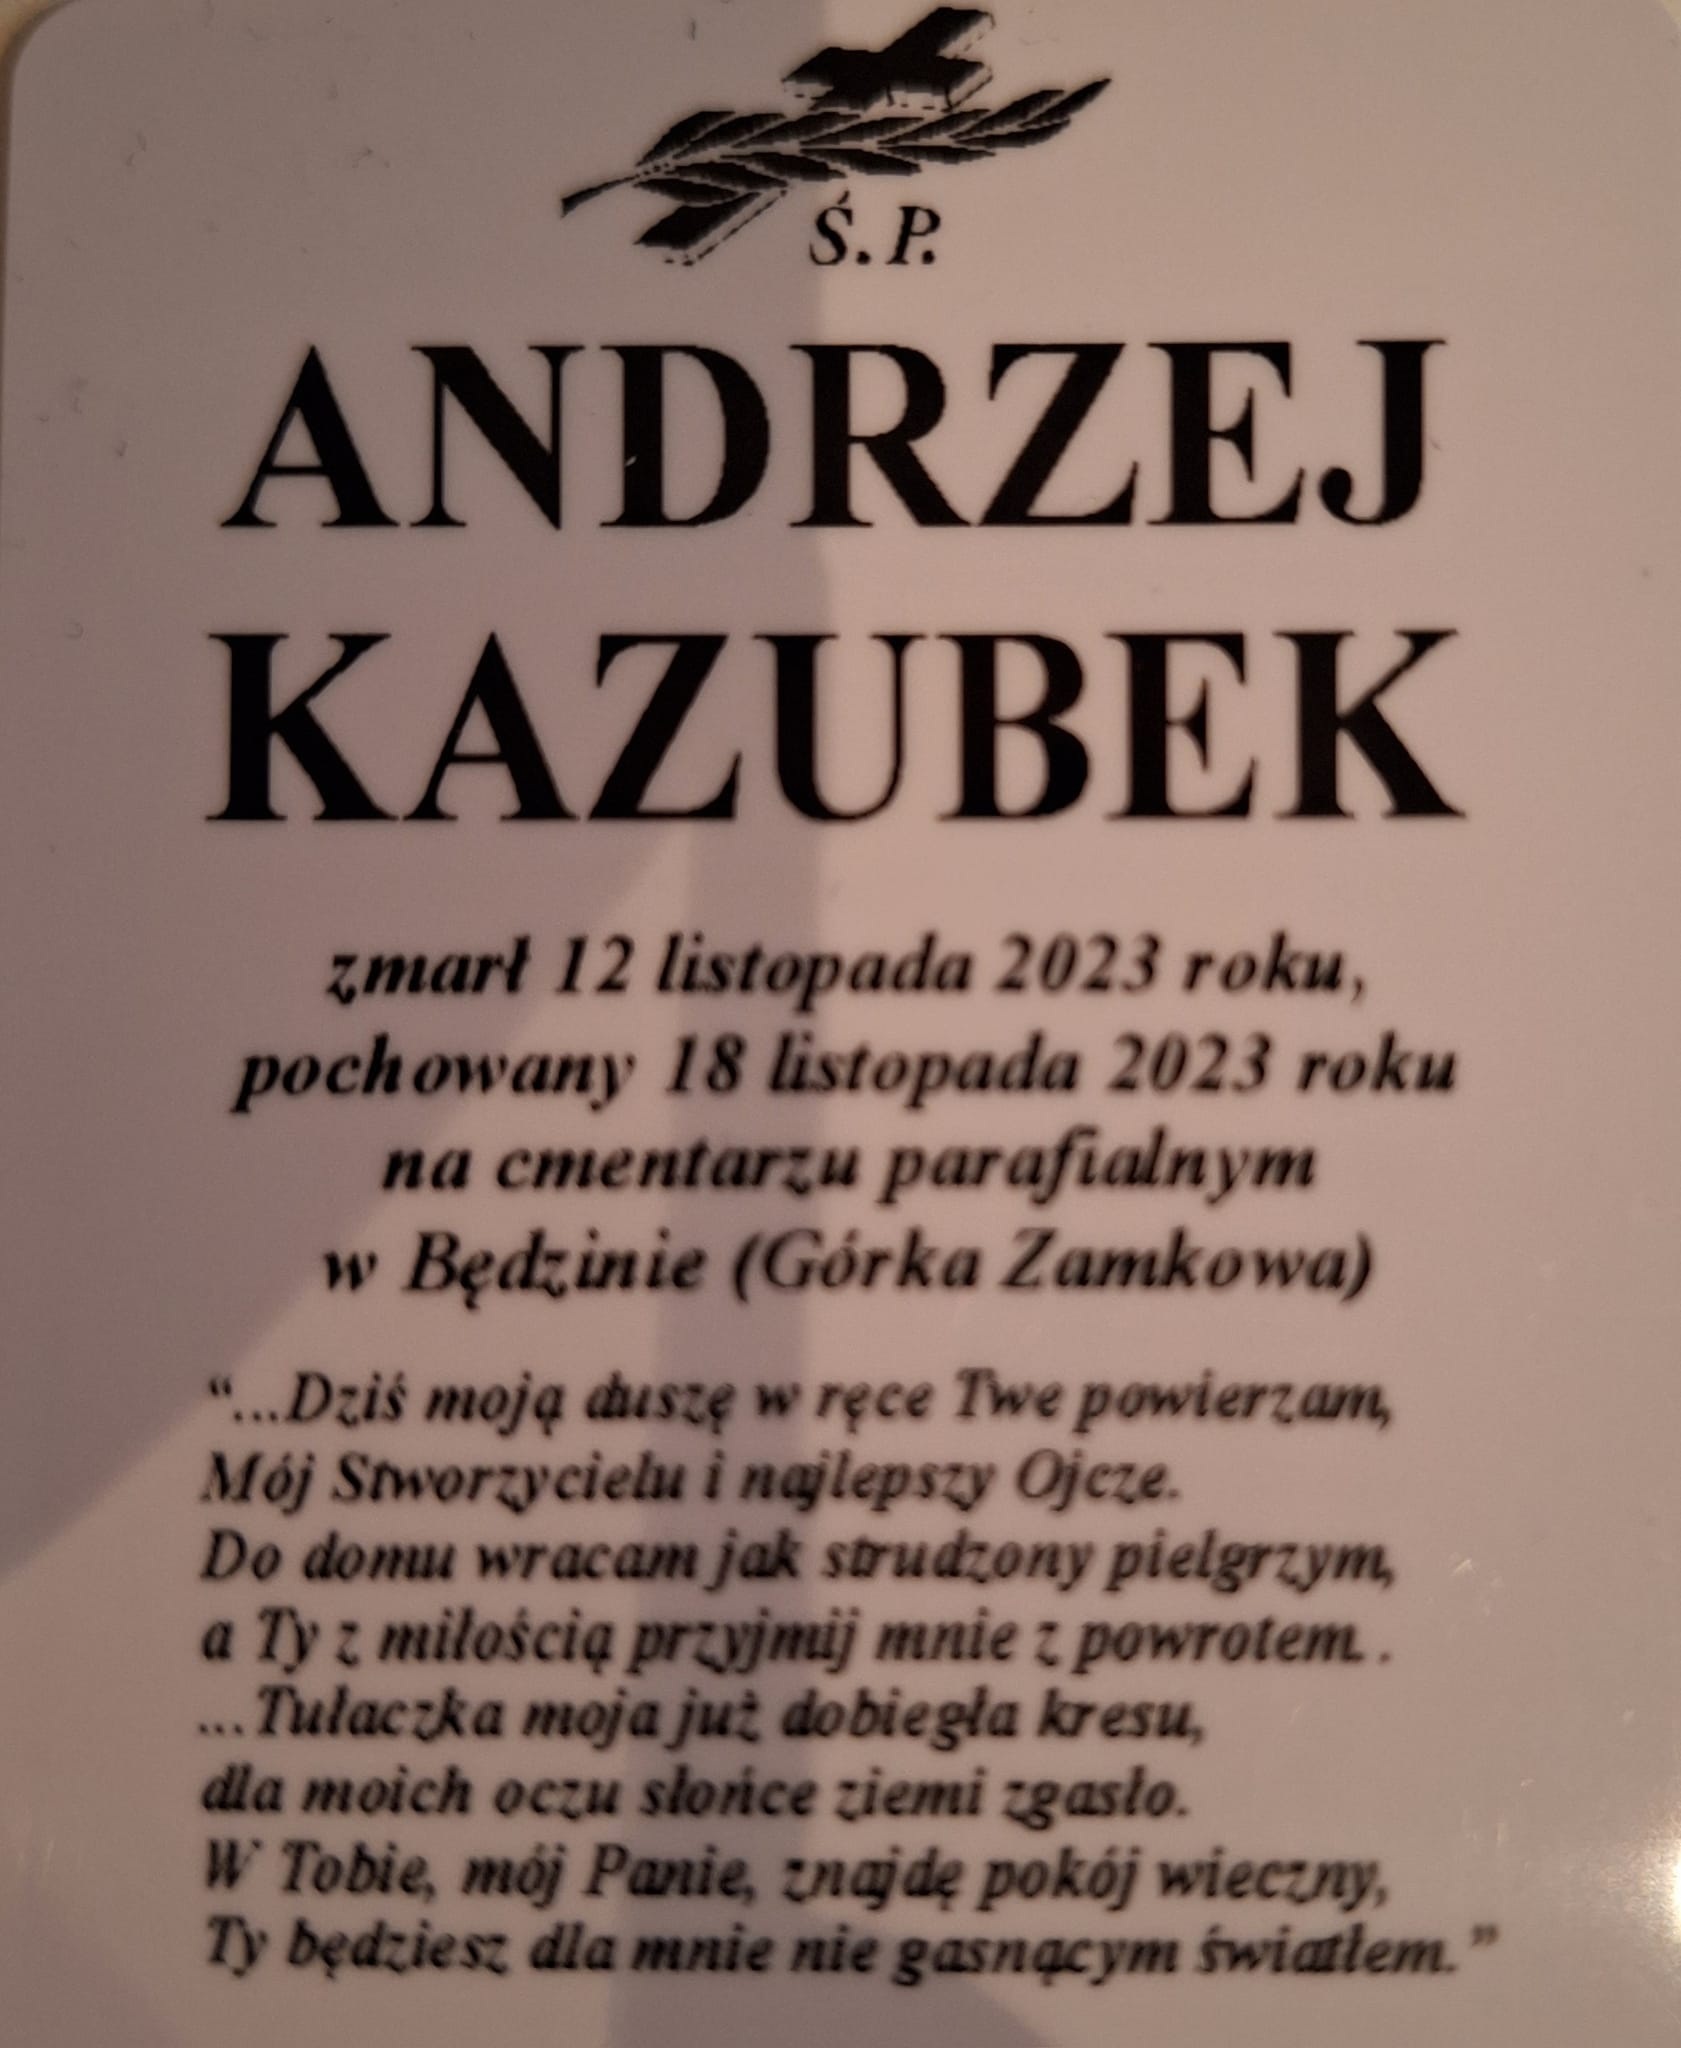 Ś.P.
ANDRZEJ
KAZUBEK
zmarł 12 listopada 2023 roku,
pochowany 18 listopada 2023 roku
na cmentarzu parafialnym
w Będzinie (Górka Zamkowa)
“...Dziś moją duszę w ręce Twe powierzam,
Mój Stworzycielu i najlepszy Ojcze.
Do domu wracam jak strudzony pielgrzym,
a Ty z miłością przyjmij mnie z powrotem..
...Tułaczka moja już dobiegła kresu,
dla moich oczu słońce ziemi zgasło.
W Tobie, mój Panie, znajdę pokój wieczny,
Ty będziesz dla mnie nie gasnącym światłem.”